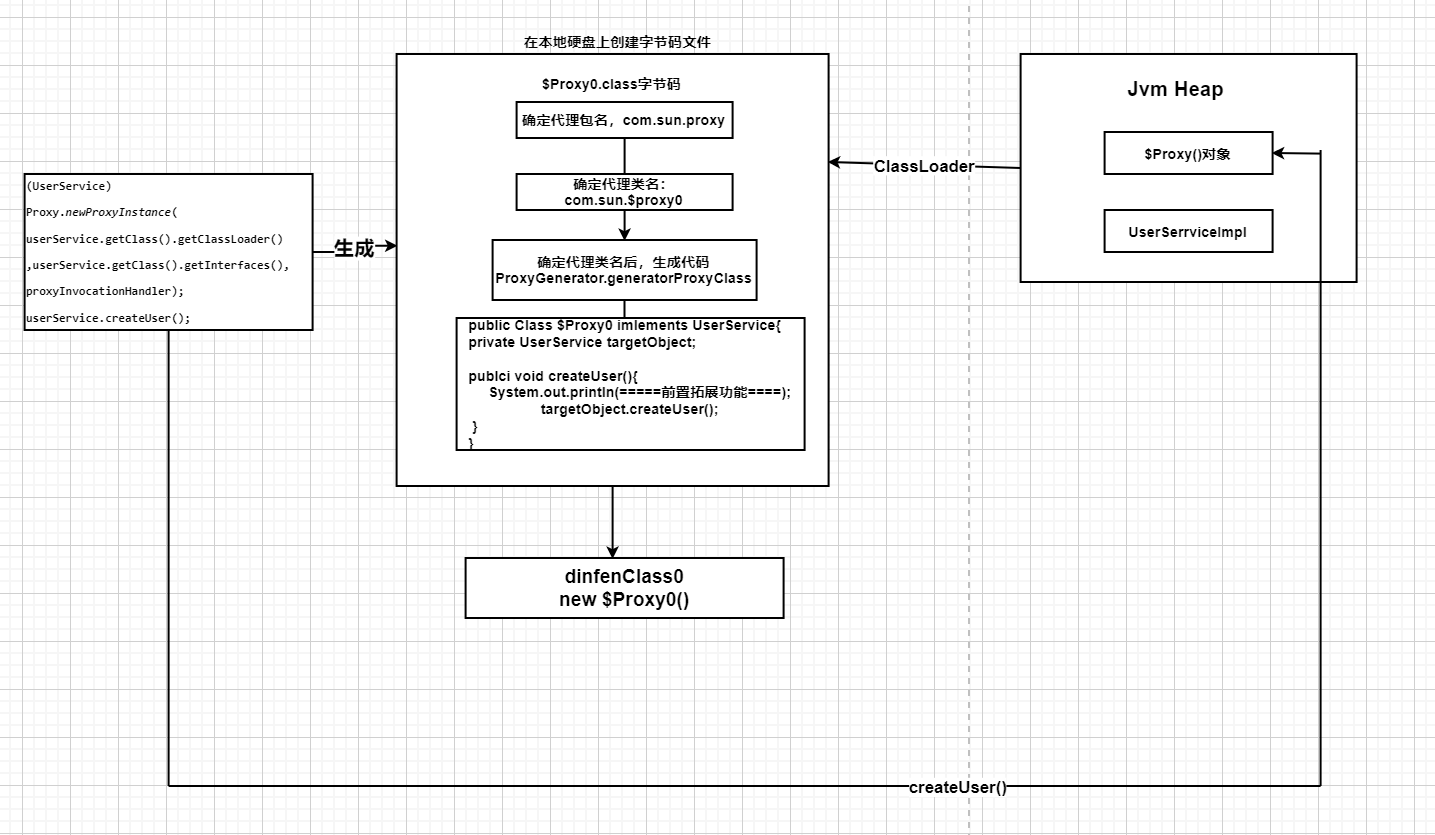 在本地硬盘上创建字节码文件
$Proxy0.class字节码
确定代理包名，com.sun.proxy
确定代理类名：
com.sun.$proxy0
确定代理类名后，生成代码
ProxyGenerator.generatorProxyClass
public Class $Proxy0 imlements UserService{
private UserService targetObject;
publci void createUser(){
System.out.println(=====前置拓展功能====);
targetObject.createUser();
}
}
(UserService)
Proxy.newProxyInstance(
userService.getClass().getClassLoader()
,userService.getClass().getInterfaces(),
proxyInvocationHandler);
userService.createUser();
生成
ClassLoader
Jvm Heap
$Proxy()对象
UserSerrviceImpl
dinfenClass0
new $Proxy0()
createUser()